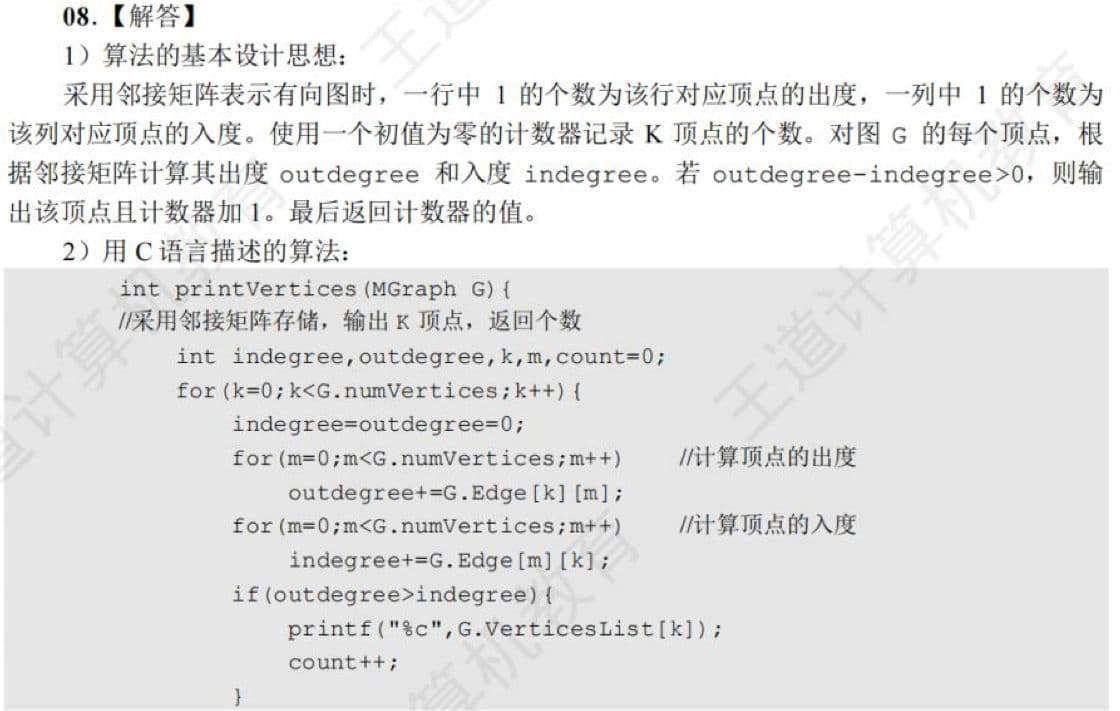 08.【解答】
1）算法的基本设计思想：
采用邻接矩阵表示有向图时，一行中 1 的个数为该行对应顶点的出度，一列中 1 的个数为
该列对应顶点的入度。使用一个初值为零的计数器记录 K 顶点的个数。对图 G 的每个顶点，根
据邻接矩阵计算其出度 outdegree 和入度 indegree。若 outdegree-indegree>0，则输
出该顶点且计数器加 1。最后返回计数器的值。
2）用 C 语言描述的算法：
int printVertices(MGraph G){
//采用邻接矩阵存储，输出 K 顶点，返回个数
int indegree,outdegree,k,m,count=0;
for(k=0;k<G.numVertices;k++){
indegree=outdegree=0;
for(m=0;m<G.numVertices;m++) //计算顶点的出度
outdegree+=G.Edge[k][m];
for(m=0;m<G.numVertices;m++) //计算顶点的入度
indegree+=G.Edge[m][k];
if(outdegree>indegree){
printf("%c",G.VerticesList[k]);
count++;
}